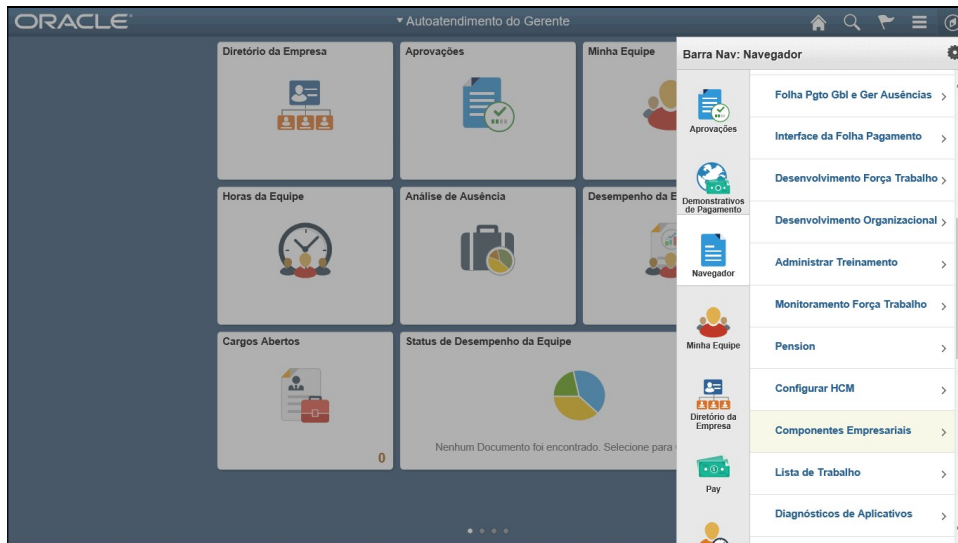 ORACLE
Autoatendimento do Gerente
Diretório da Empresa
Aprovações
Minha Equipe
Horas da Equipe
Análise de Ausência
Desempenho da
Cargos Abertos
0
Status de Desempenho da Equipe
Nenhum Documento foi encontrado. Selecione para
Barra Nav: Navegador
Aprovações
Demonstrativos
de Pagamento
Navegador
Minha Equipe
Diretório da
Empresa
Pay
Folha Pgto Gbl e Ger Ausências
Interface da Folha Pagamento
Desenvolvimento Força Trabalho
Desenvolvimento Organizacional
Administrar Treinamento
Monitoramento Força Trabalho
Pension
Configurar HCM
Componentes Empresariais
Lista de Trabalho
Diagnósticos de Aplicativos